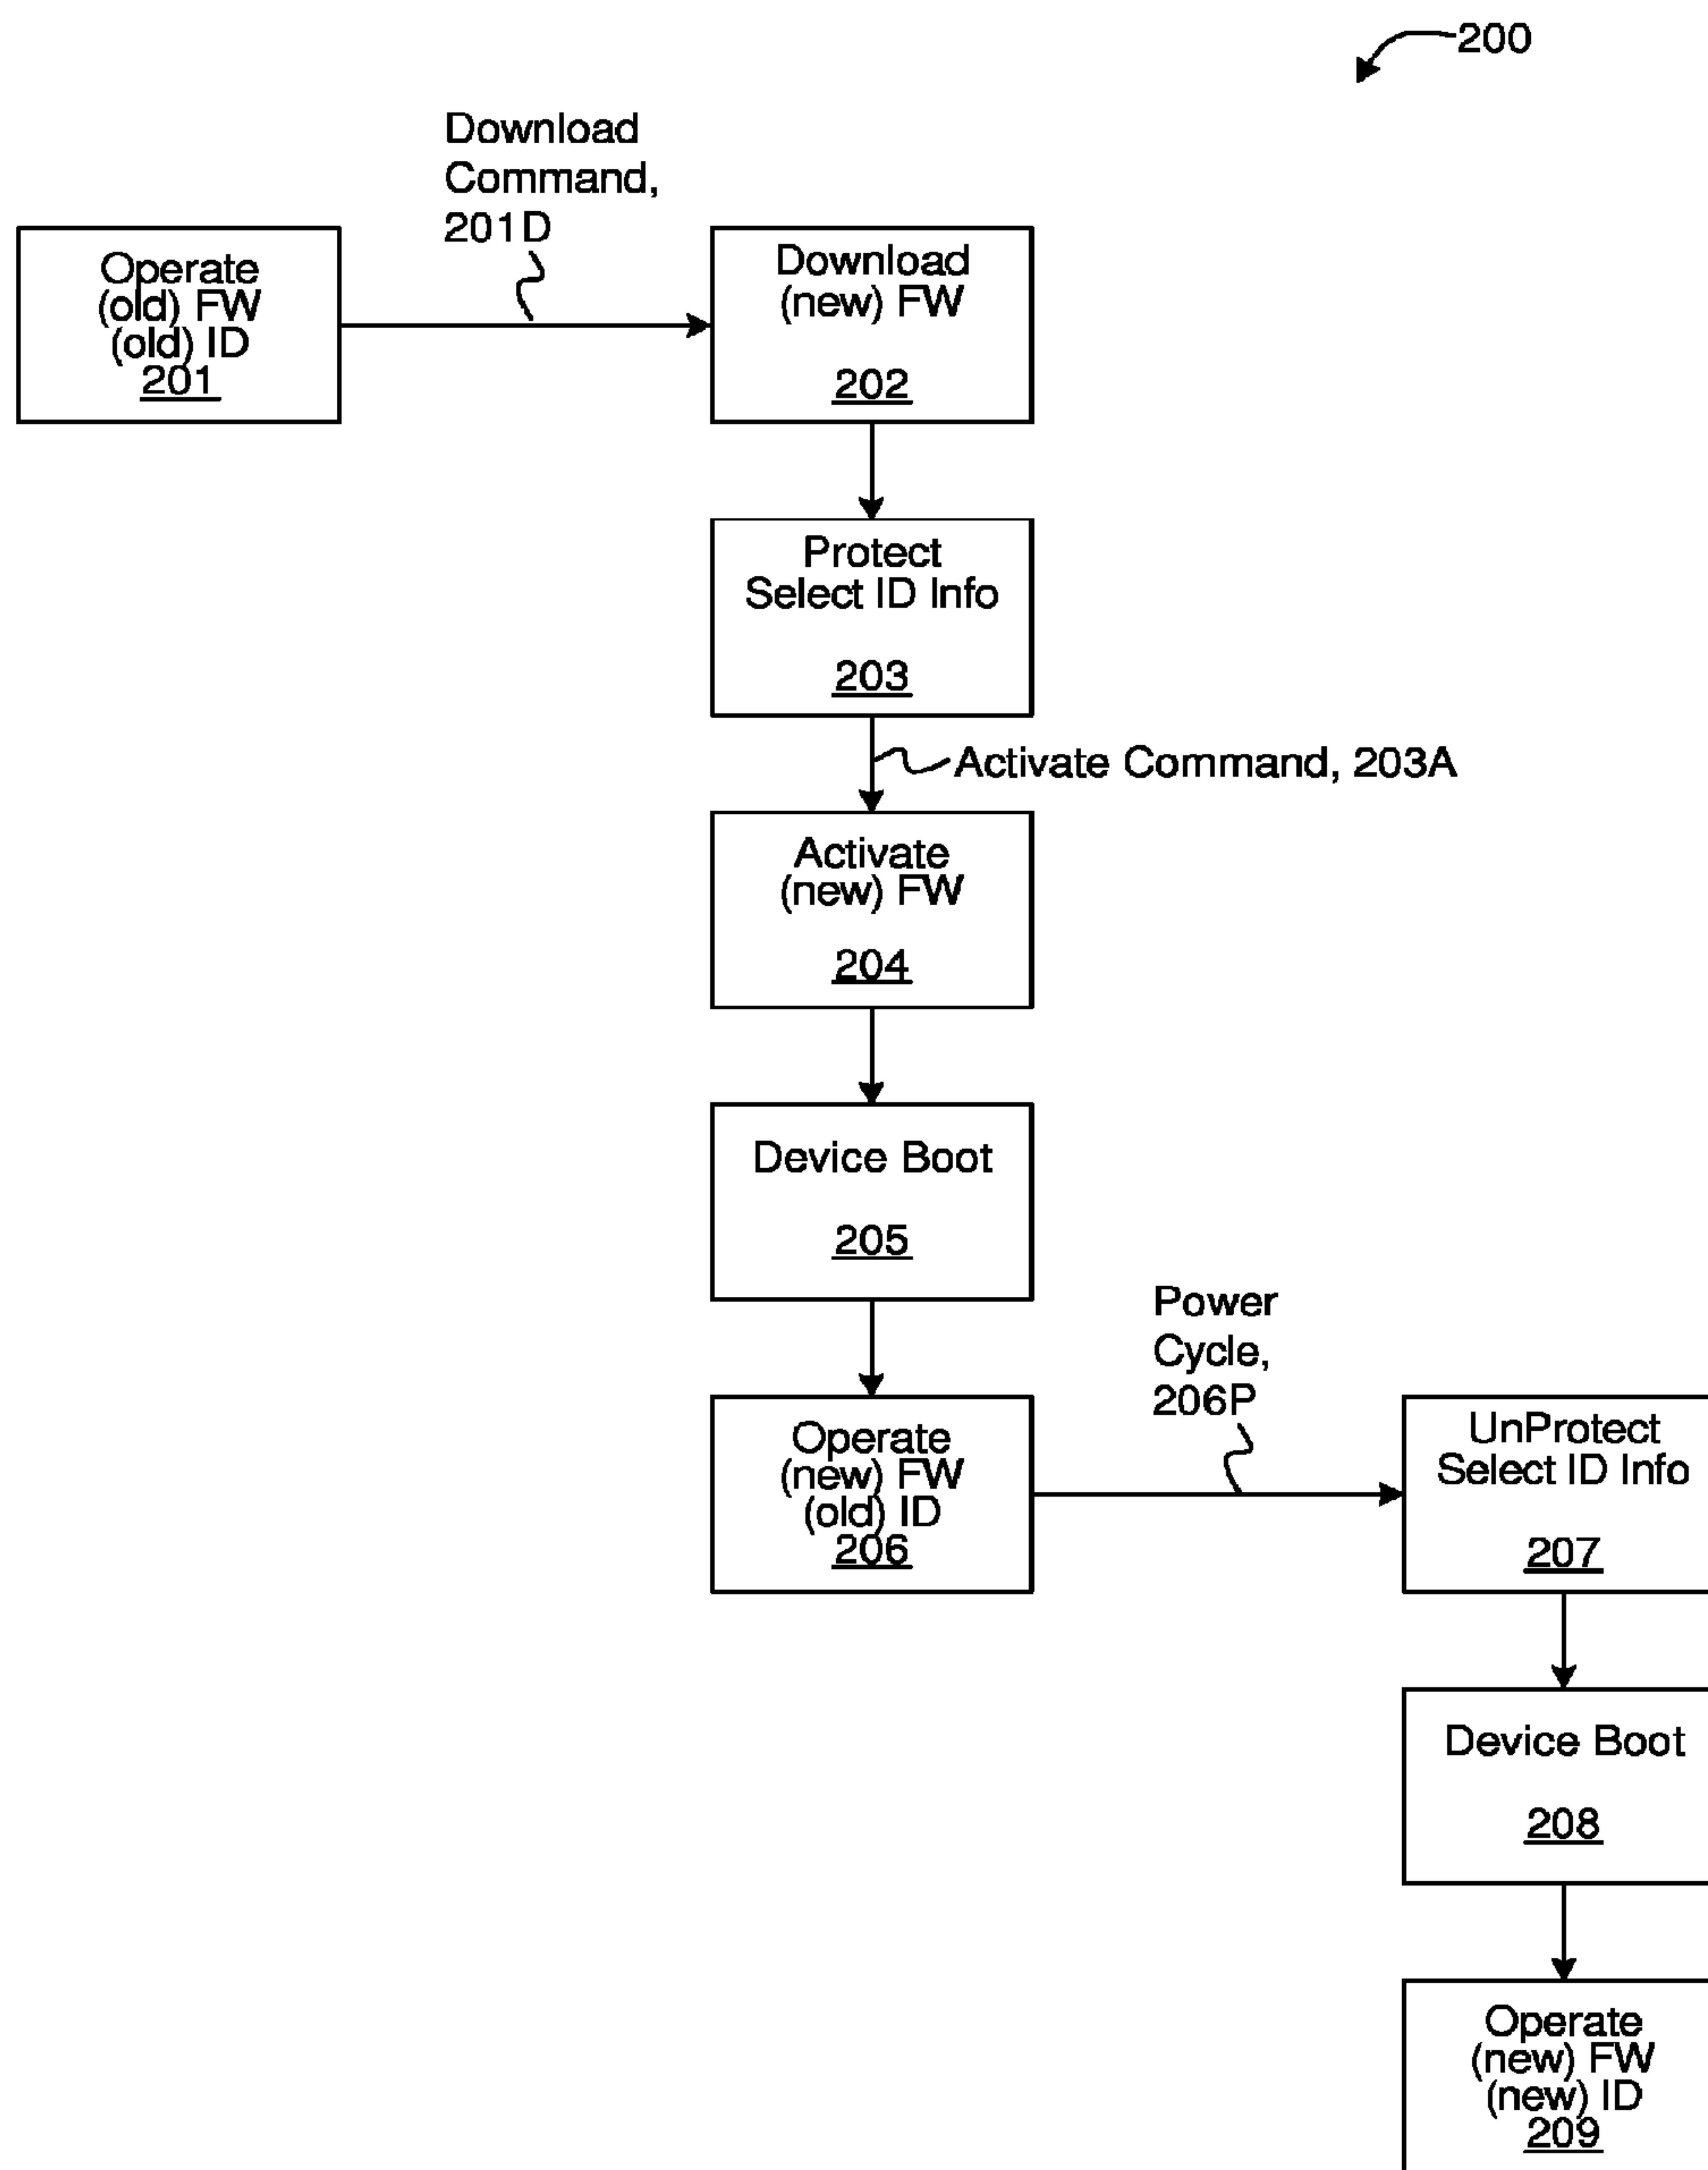 200
Download
Command,
201D
Operate
(old) FW
(old) ID
201
Download
(new) FW
202
Protect
Select ID Info
203
Activate Command, 203A
Activate
(new) FW
204
Device Boot
205
Power
Cycle,
206P
Operate
(new) FW
(old) ID
206
UnProtect
Select ID Info
207
Device Boot
208
Operate
(new) FW
(new) ID
209